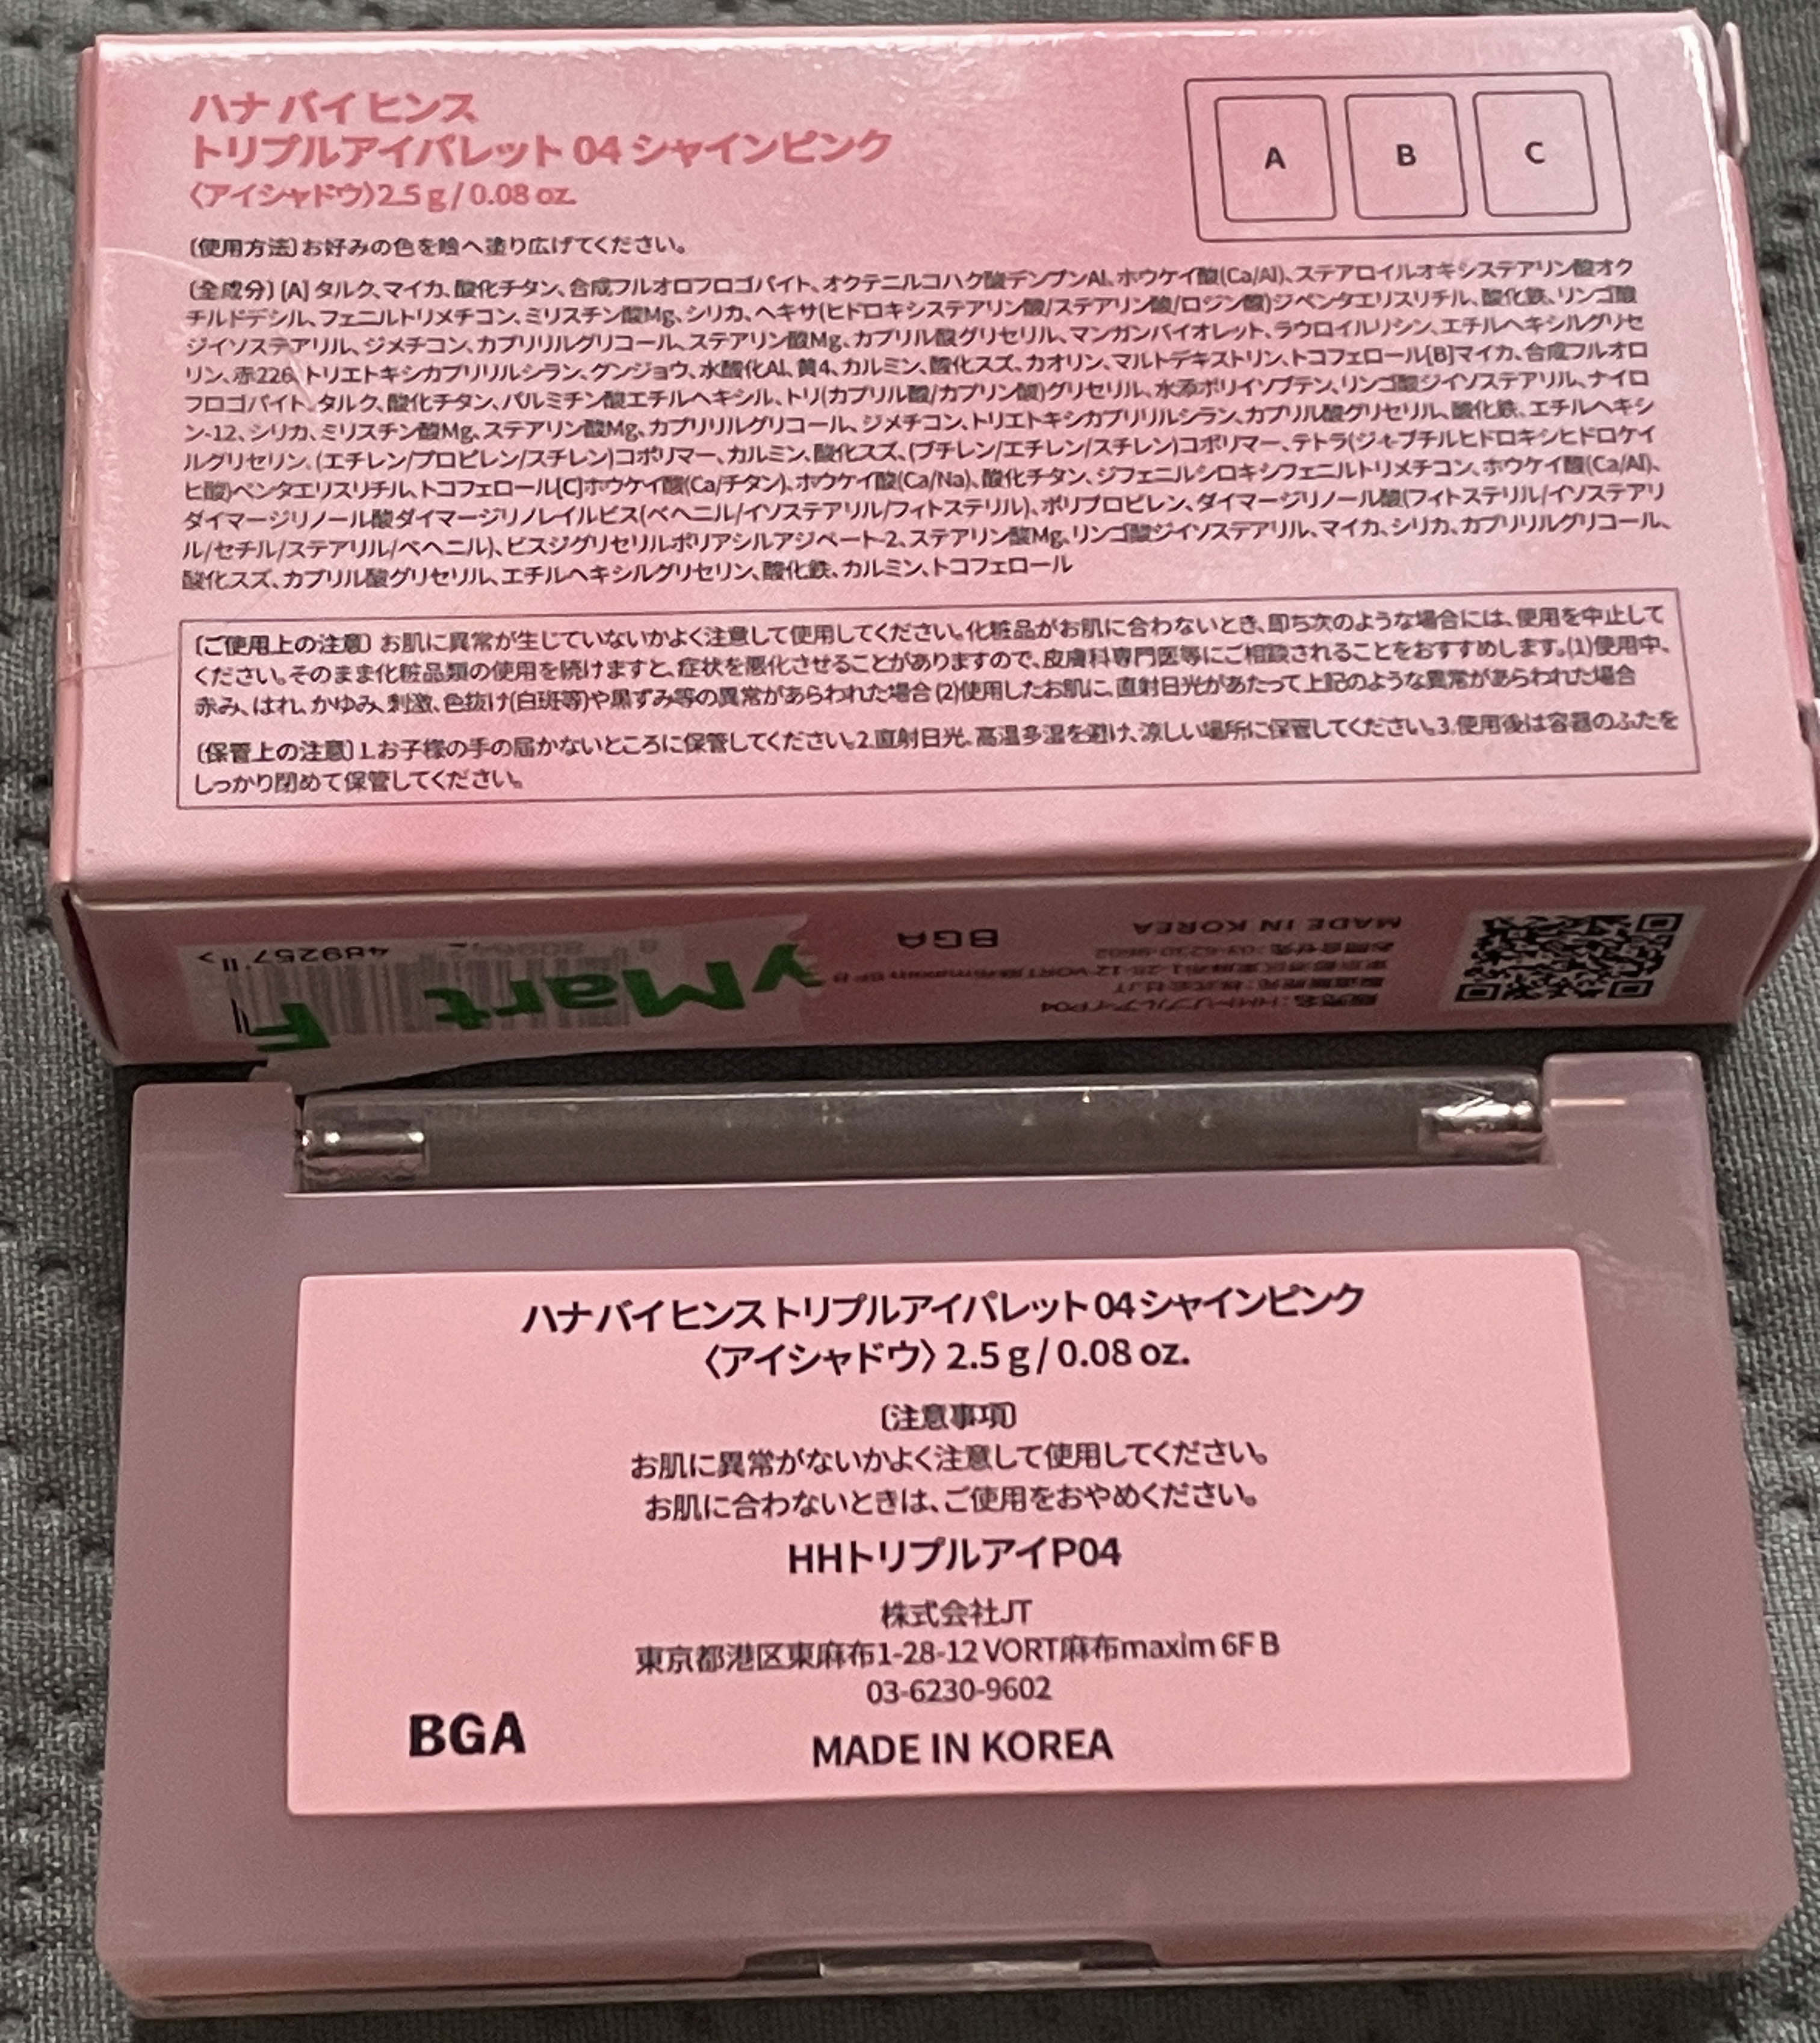 ハナ バイ ヒンス
トリプルアイパレット 04 シャインピンク
〈アイシャドウ〉2.5 g / 0.08 oz.
A
B
C
〔使用方法〕お好みの色を瞼へ塗り広げてください。
〔全成分〕[A] タルク、マイカ、酸化チタン、合成フルオロフロゴパイト、オクテニルコハク酸デンプンAl、ホウケイ酸(Ca/Al)、ステアロイルオキシステアリン酸オク
チルドデシル、フェニルトリメチコン、ミリスチン酸Mg、シリカ、ヘキサ(ヒドロキシステアリン酸/ステアリン酸/ロジン酸)ジペンタエリスリチル、酸化鉄、リンゴ酸
ジイソステアリル、ジメチコン、カプリリルグリコール、ステアリン酸Mg、カプリル酸グリセリル、マンガンバイオレット、ラウロイルリシン、エチルヘキシルグリセ
リン、赤226、トリエトキシカプリリルシラン、グンジョウ、水酸化Al、黄4、カルミン、酸化スズ、カオリン、マルトデキストリン、トコフェロール[B]マイカ、合成フルオロ
フロゴパイト、タルク、酸化チタン、パルミチン酸エチルヘキシル、トリ(カプリル酸/カプリン酸)グリセリル、水添ポリイソブテン、リンゴ酸ジイソステアリル、ナイロ
ン-12、シリカ、ミリスチン酸Mg、ステアリン酸Mg、カプリリルグリコール、ジメチコン、トリエトキシカプリリルシラン、カプリル酸グリセリル、酸化鉄、エチルヘキシ
ルグリセリン、(エチレン/プロピレン/スチレン)コポリマー、カルミン、酸化スズ、(ブチレン/エチレン/スチレン)コポリマー、テトラ(ジ-t-ブチルヒドロキシヒドロケイ
ヒ酸)ペンタエリスリチル、トコフェロール[C]ホウケイ酸(Ca/チタン)、ホウケイ酸(Ca/Na)、酸化チタン、ジフェニルシロキシフェニルトリメチコン、ホウケイ酸(Ca/Al)、
ダイマージリノール酸ダイマージリノレイルビス(ベヘニル/イソステアリル/フィトステリル)、ポリプロピレン、ダイマージリノール酸(フィトステリル/イソステアリ
ル/セチル/ステアリル/ベヘニル)、ビスジグリセリルポリアシルアジペート-2、ステアリン酸Mg、リンゴ酸ジイソステアリル、マイカ、シリカ、カプリリルグリコール、
酸化スズ、カプリル酸グリセリル、エチルヘキシルグリセリン、酸化鉄、カルミン、トコフェロール
〔ご使用上の注意〕 お肌に異常が生じていないかよく注意して使用してください。化粧品がお肌に合わないとき、即ち次のような場合には、使用を中止して
ください。そのまま化粧品類の使用を続けますと、症状を悪化させることがありますので、皮膚科専門医等にご相談されることをおすすめします。(1)使用中、
赤み、はれ、かゆみ、刺激、色抜け(白斑等)や黒ずみ等の異常があらわれた場合 (2)使用したお肌に、直射日光があたって上記のような異常があらわれた場合
〔保管上の注意〕1.お子様の手の届かないところに保管してください。2.直射日光、高温多湿を避け、涼しい場所に保管してください。3.使用後は容器のふたを
しっかり閉めて保管してください。
販売名：HHトリプルアイP04
製造販売元：株式会社JT
東京都港区東麻布1-28-12 VORT麻布maxim 6F B
お問合せ先：03-6230-9602
MADE IN KOREA
BGA
yMart F
489257
ハナ バイ ヒンス トリプルアイパレット 04 シャインピンク
〈アイシャドウ〉 2.5 g / 0.08 oz.
〔注意事項〕
お肌に異常がないかよく注意して使用してください。
お肌に合わないときは、ご使用をおやめください。
HHトリプルアイP04
株式会社JT
東京都港区東麻布1-28-12 VORT麻布maxim 6F B
03-6230-9602
BGA
MADE IN KOREA